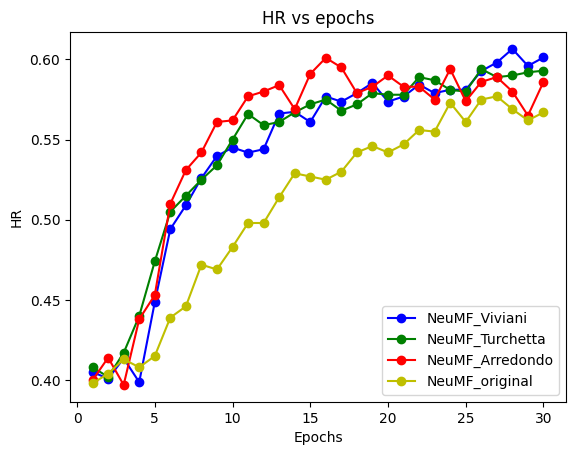 HR vs epochs
HR
0.60
0.55
0.50
0.45
0.40
0 5 10 15 20 25 30
Epochs
NeuMF_Viviani
NeuMF_Turchetta
NeuMF_Arredondo
NeuMF_original